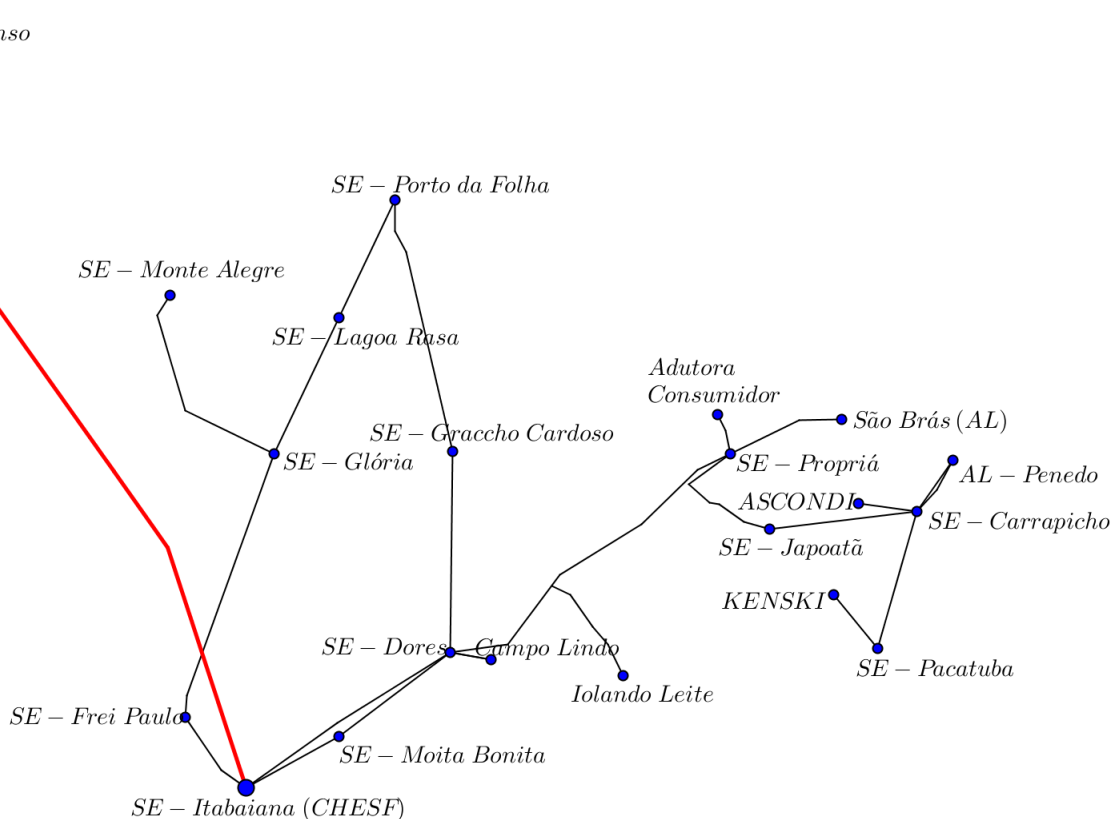 nso
SE – Porto da Folha
SE – Monte Alegre
SE – Lagoa Rasa
Adutora
Consumidor
São Brás (AL)
SE – Graccho Cardoso
SE – Glória
SE – Propriá
AL – Penedo
ASCONDI
SE – Carrapicho
SE – Japoatã
KENSKI
SE – Dores
Campo Lindo
SE – Pacatuba
Iolando Leite
SE – Frei Paulo
SE – Moita Bonita
SE – Itabaiana (CHESF)